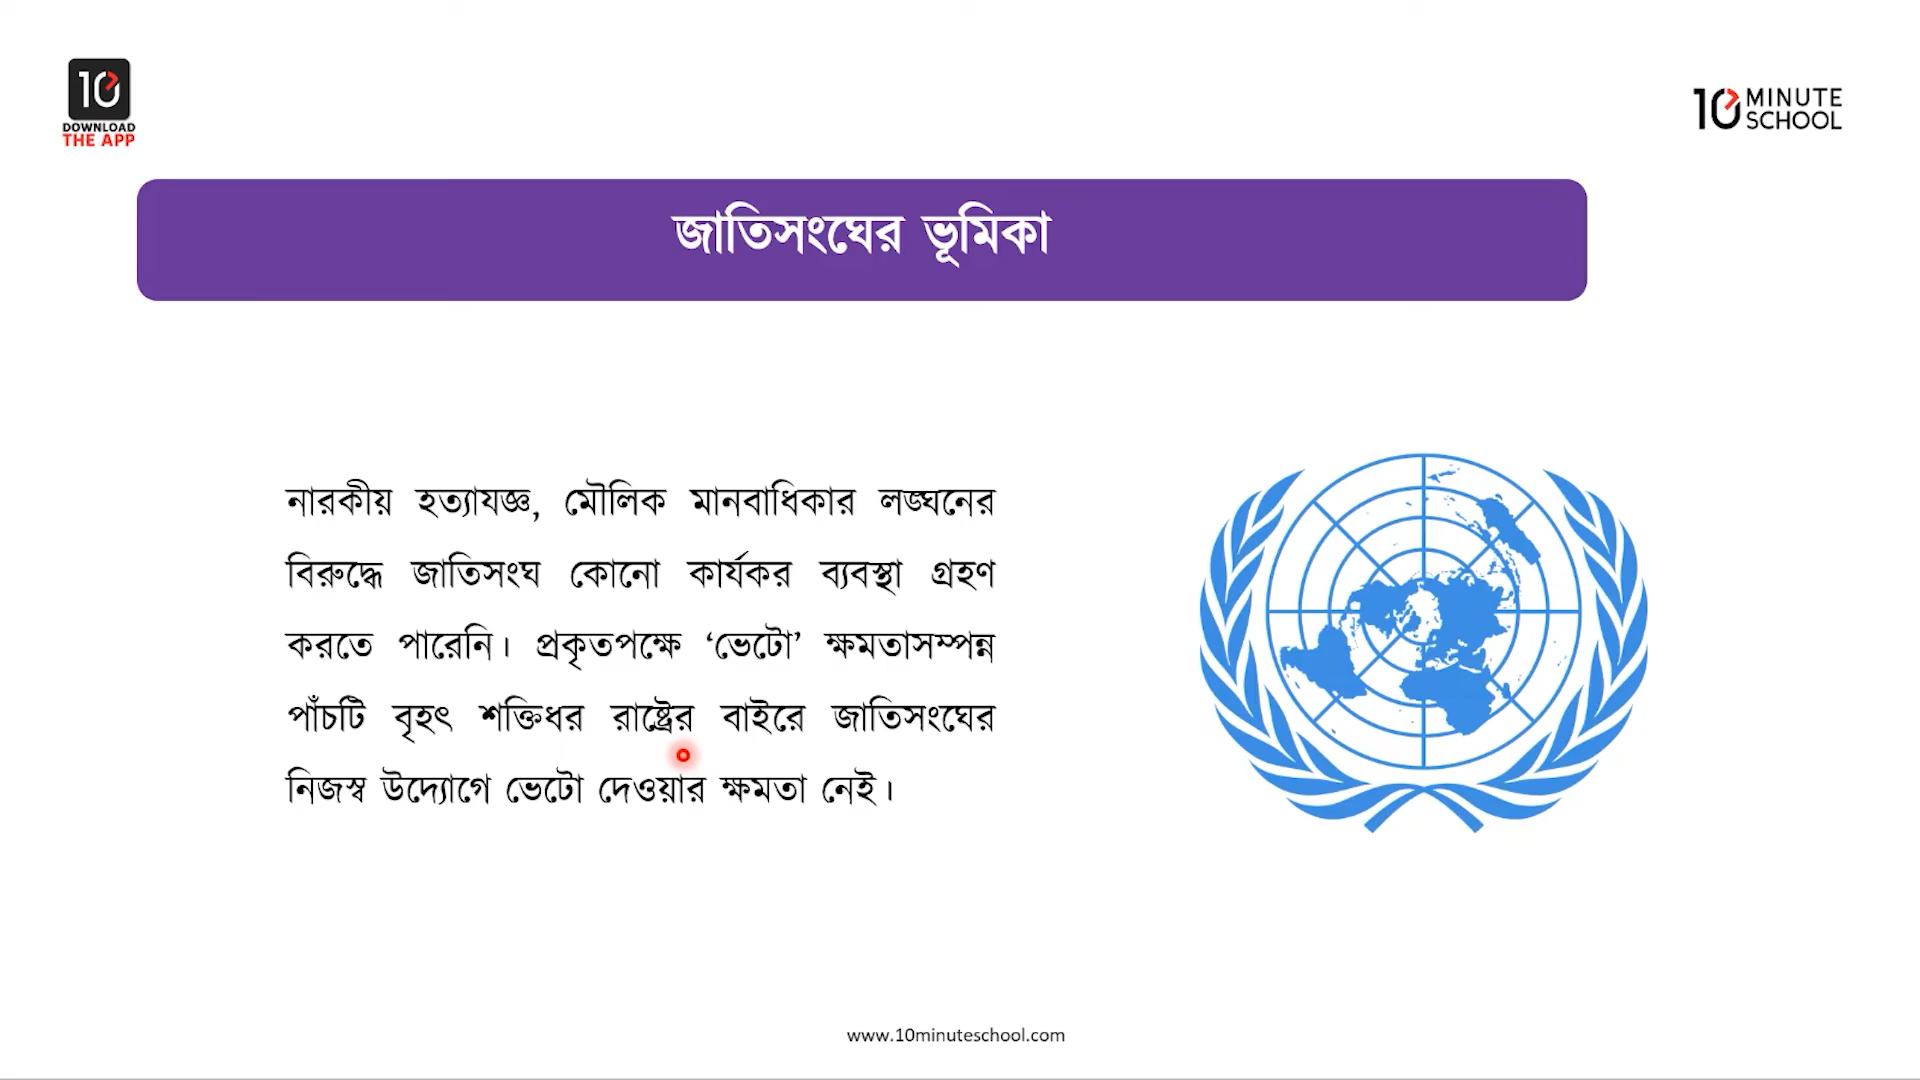 10
DOWNLOAD
THE APP
10 MINUTE
SCHOOL
জাতিসংঘের ভূমিকা
নারকীয় হত্যাযজ্ঞ, মৌলিক মানবাধিকার লঙ্ঘনের
বিরুদ্ধে জাতিসংঘ কোনো কার্যকর ব্যবস্থা গ্রহণ
করতে পারেনি। প্রকৃতপক্ষে ‘ভেটো’ ক্ষমতাসম্পন্ন
পাঁচটি বৃহৎ শক্তিধর রাষ্ট্রের বাইরে জাতিসংঘের
নিজস্ব উদ্যোগে ভেটো দেওয়ার ক্ষমতা নেই।
www.10minuteschool.com